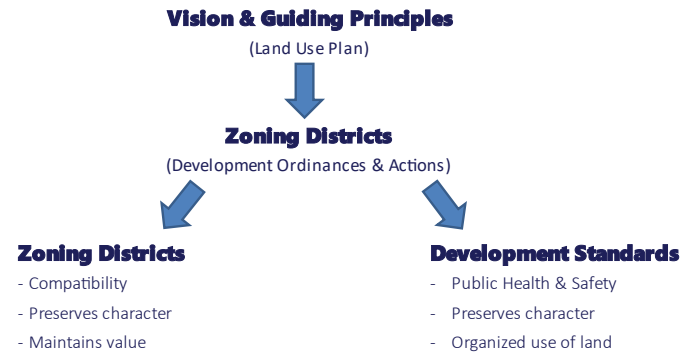 Vision & Guiding Principles
(Land Use Plan)
Zoning Districts
(Development Ordinances & Actions)
Zoning Districts
- Compatibility
- Preserves character
- Maintains value
Development Standards
- Public Health & Safety
- Preserves character
- Organized use of land